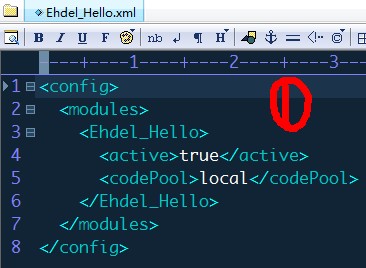 Ehdel_Hello.xml
B I U F H
----+----1----+----2----+----3
1 <config>
2 <modules>
3 <Ehdel_Hello>
4 <active>true</active>
5 <codePool>local</codePool>
6 </Ehdel_Hello>
7 </modules>
8 </config>